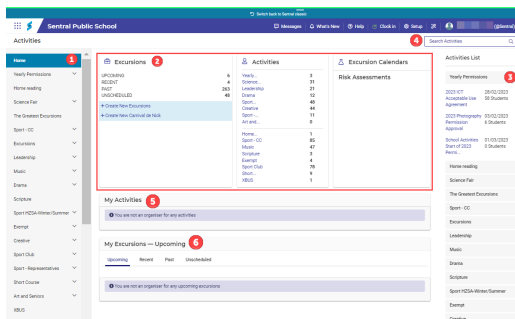 Switch back to Sentral classic
Sentral Public School
Messages
What's New
Help
Clock In
Setup
(@Sentral)
Activities
4
Search Activities
Home
1
Yearly Permissions
Home reading
Science Fair
The Greatest Excursions
Sport - CC
Excursions
Leadership
Music
Drama
Scripture
Sport HZSA-Winter/Summer
Exempt
Creative
Sport Club
Sport - Representatives
Short Course
Art and Seniors
XBUS
Excursions
2
UPCOMING 6
RECENT 4
PAST 263
UNSCHEDULED 48
+ Create New Excursions
+ Create New Carnival de Nick
Activities
Yearly... 3
Science... 31
Leadership 21
Drama 12
Sport... 48
Creative 44
Sport-... 11
Art and... 0
Home... 1
Sport - CC 85
Music 47
Scripture 3
Exempt 4
Sport Club 78
Short... 9
XBUS 1
Excursion Calendars
Risk Assessments
My Activities
5
You are not an organiser for any activities
My Excursions — Upcoming
6
Upcoming
Recent
Past
Unscheduled
You are not an organiser for any upcoming excursions
Activities List
Yearly Permissions
3
2023 ICT 28/02/2023
Acceptable Use 50 Students
Agreement
2023 Photography 03/02/2023
Permission 6 Students
Approval
School Activities 01/03/2023
Start of 2023 0 Students
Perm...
Home reading
Science Fair
The Greatest Excursions
Sport - CC
Excursions
Leadership
Music
Drama
Scripture
Sport HZSA-Winter/Summer
Exempt
Creative